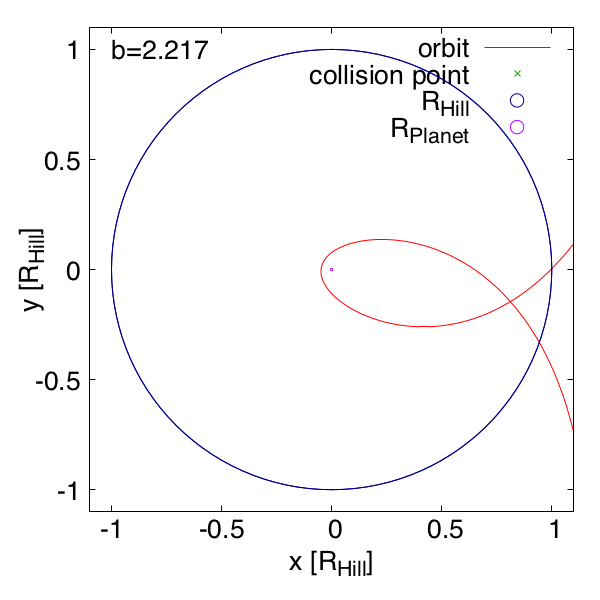 b=2.217
orbit
collision point
R_Hill
R_Planet
1
0.5
0
-0.5
-1
y [R_Hill]
-1
-0.5
0
0.5
1
x [R_Hill]